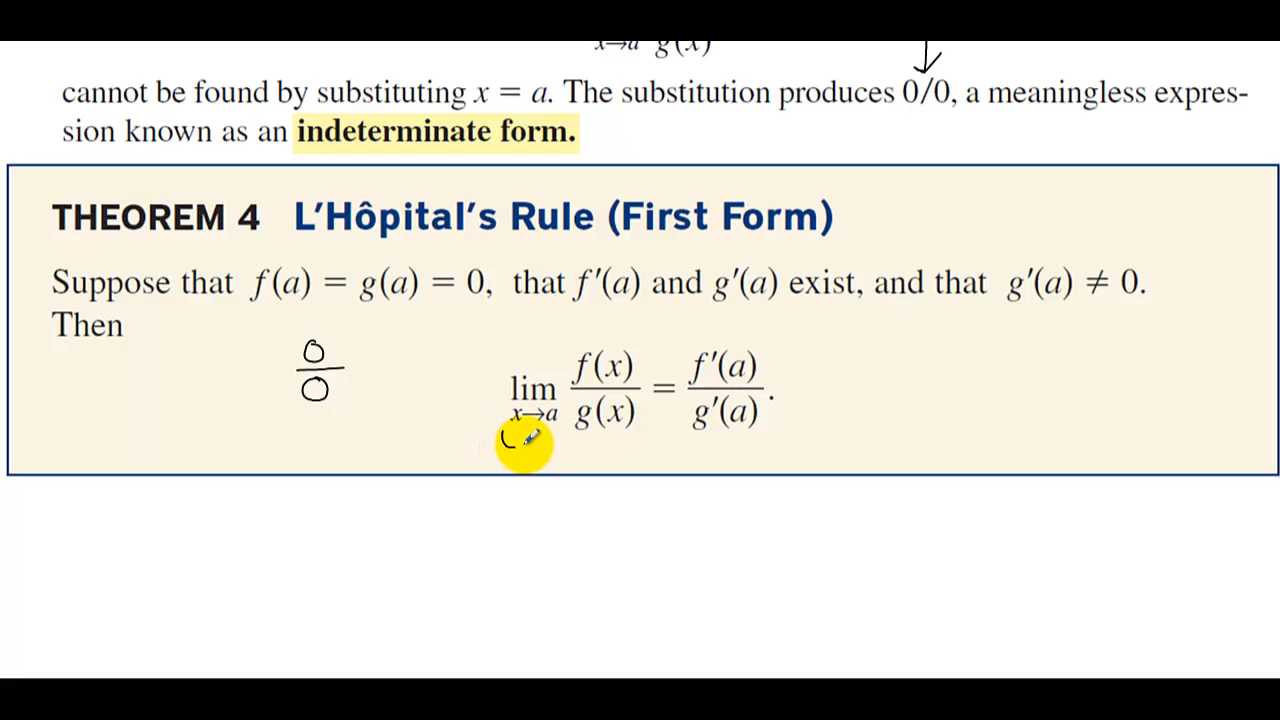 x→a g(x)
cannot be found by substituting x = a. The substitution produces 0/0, a meaningless expres-
sion known as an indeterminate form.
THEOREM 4 L'Hôpital's Rule (First Form)
Suppose that f(a) = g(a) = 0, that f′(a) and g′(a) exist, and that g′(a) ≠ 0.
Then
0
0
lim x→a f(x)/g(x) = f′(a)/g′(a).